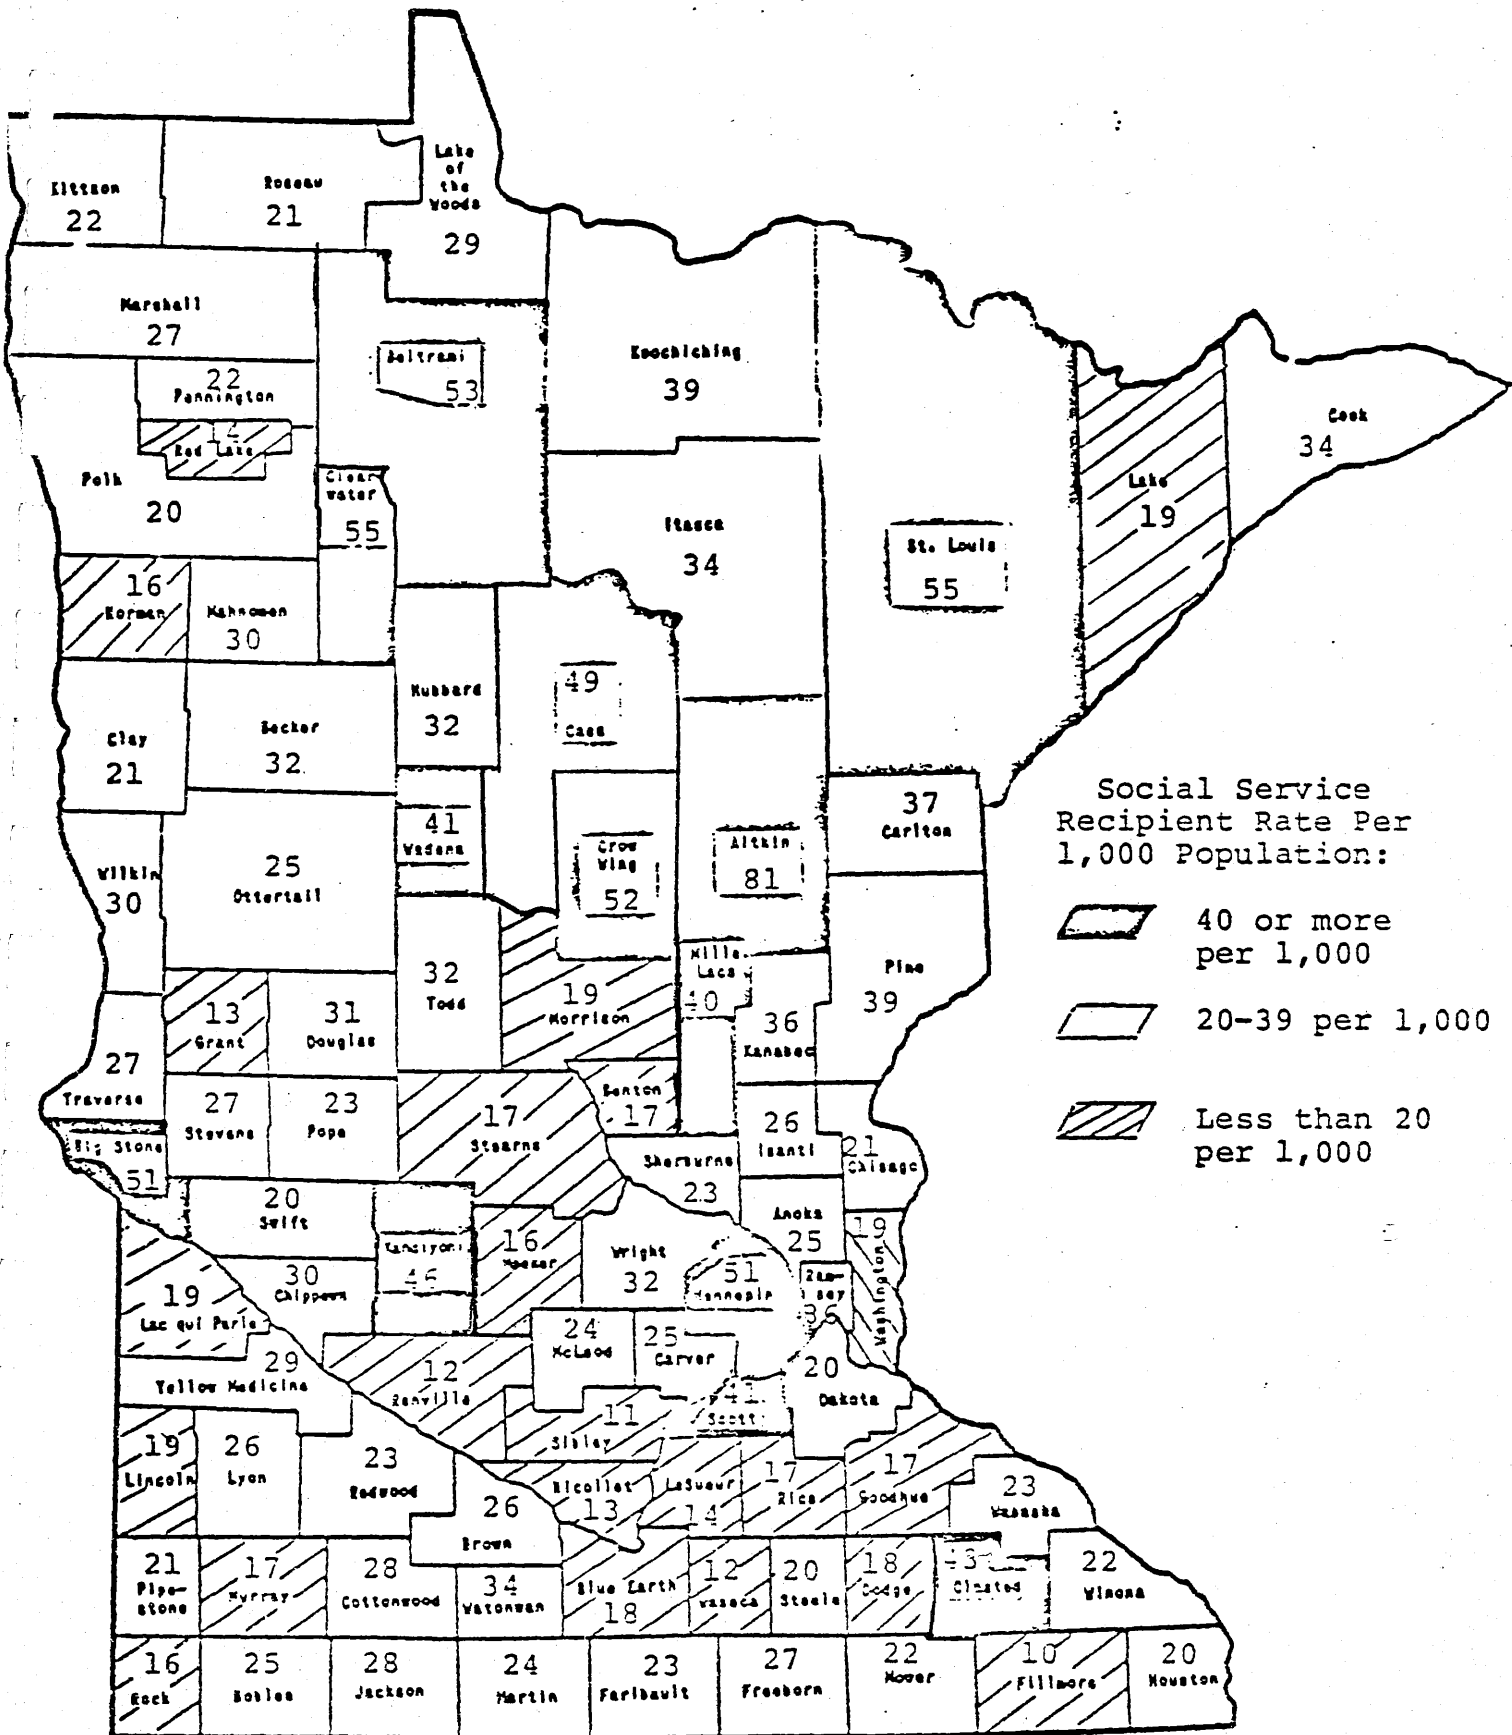 Kittson
22
Roseau
21
Lake
of
the
Woods
29
Marshall
27
Beltrami
53
Koochiching
39
22
Pennington
14
Red Lake
Polk
20
Clear
water
55
Itasca
34
St. Louis
55
Lake
19
Cook
34
16
Norman
Mahnomen
30
Hubbard
32
49
Cass
Clay
21
Becker
32
41
Wadena
Crow
Wing
52
Aitkin
81
37
Carlton
Wilkin
30
25
Ottertail
32
Todd
19
Morrison
Mille
Lacs
40
36
Kanabec
Pine
39
13
Grant
31
Douglas
27
Traverse
27
Stevens
23
Pope
17
Stearns
Benton
17
26
Isanti
21
Chisago
Big Stone
51
Sherburne
23
20
Swift
Kandiyohi
46
16
Meeker
Wright
32
Anoka
25
19
Washington
51
Hennepin
Ram-
sey
36
19
Lac qui Parle
30
Chippewa
24
McLeod
25
Carver
29
Yellow Medicine
12
Renville
11
Sibley
41
Scott
20
Dakota
19
Lincoln
26
Lyon
23
Redwood
26
Brown
Nicollet
13
LeSueur
14
17
Rice
17
Goodhue
23
Wabasha
21
Pipe-
stone
17
Murray
28
Cottonwood
34
Watonwan
Blue Earth
18
12
Waseca
20
Steele
18
Dodge
43
Olmsted
22
Winona
16
Rock
25
Nobles
28
Jackson
24
Martin
23
Faribault
27
Freeborn
22
Mower
10
Fillmore
20
Houston
Social Service
Recipient Rate Per
1,000 Population:
40 or more
per 1,000
20-39 per 1,000
Less than 20
per 1,000